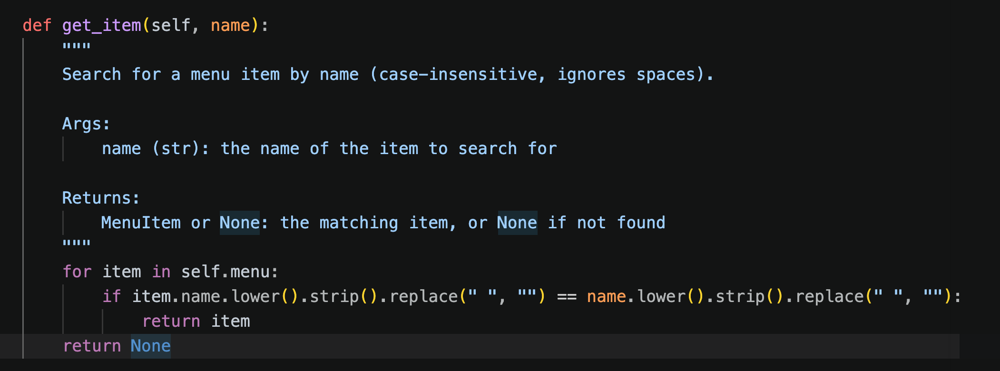 def get_item(self, name):
"""
Search for a menu item by name (case-insensitive, ignores spaces).
Args:
name (str): the name of the item to search for
Returns:
MenuItem or None: the matching item, or None if not found
"""
for item in self.menu:
if item.name.lower().strip().replace(" ", "") == name.lower().strip().replace(" ", ""):
return item
return None